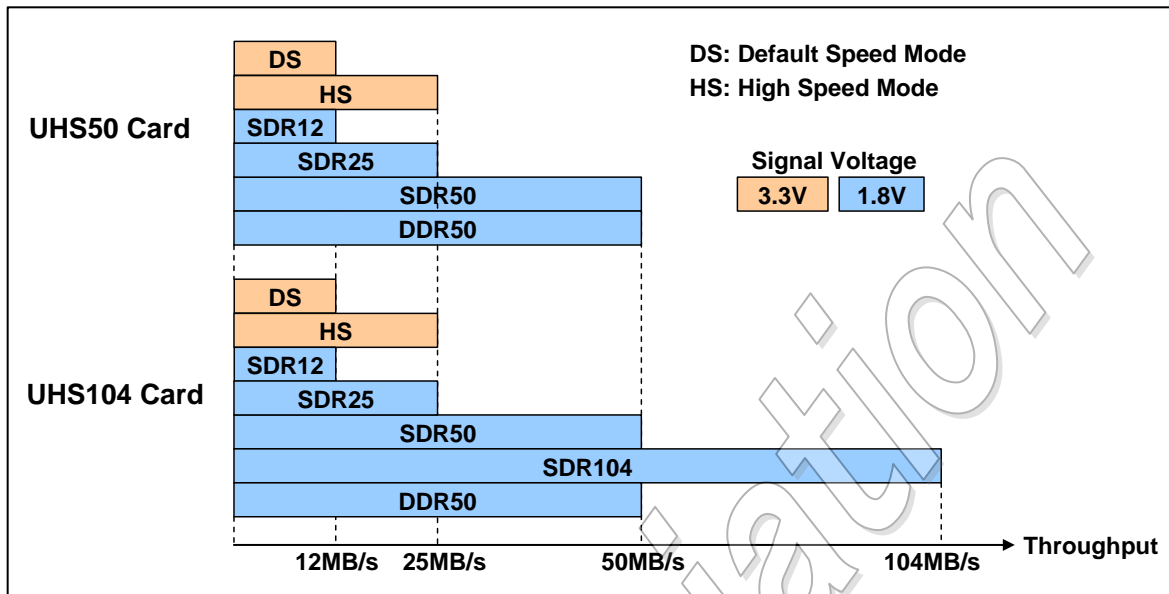 DS
HS
UHS50 Card
SDR12
SDR25
SDR50
DDR50
DS: Default Speed Mode
HS: High Speed Mode
Signal Voltage
3.3V 1.8V
DS
HS
SDR12
UHS104 Card
SDR25
SDR50
SDR104
DDR50
12MB/s 25MB/s 50MB/s 104MB/s
Throughput
iation